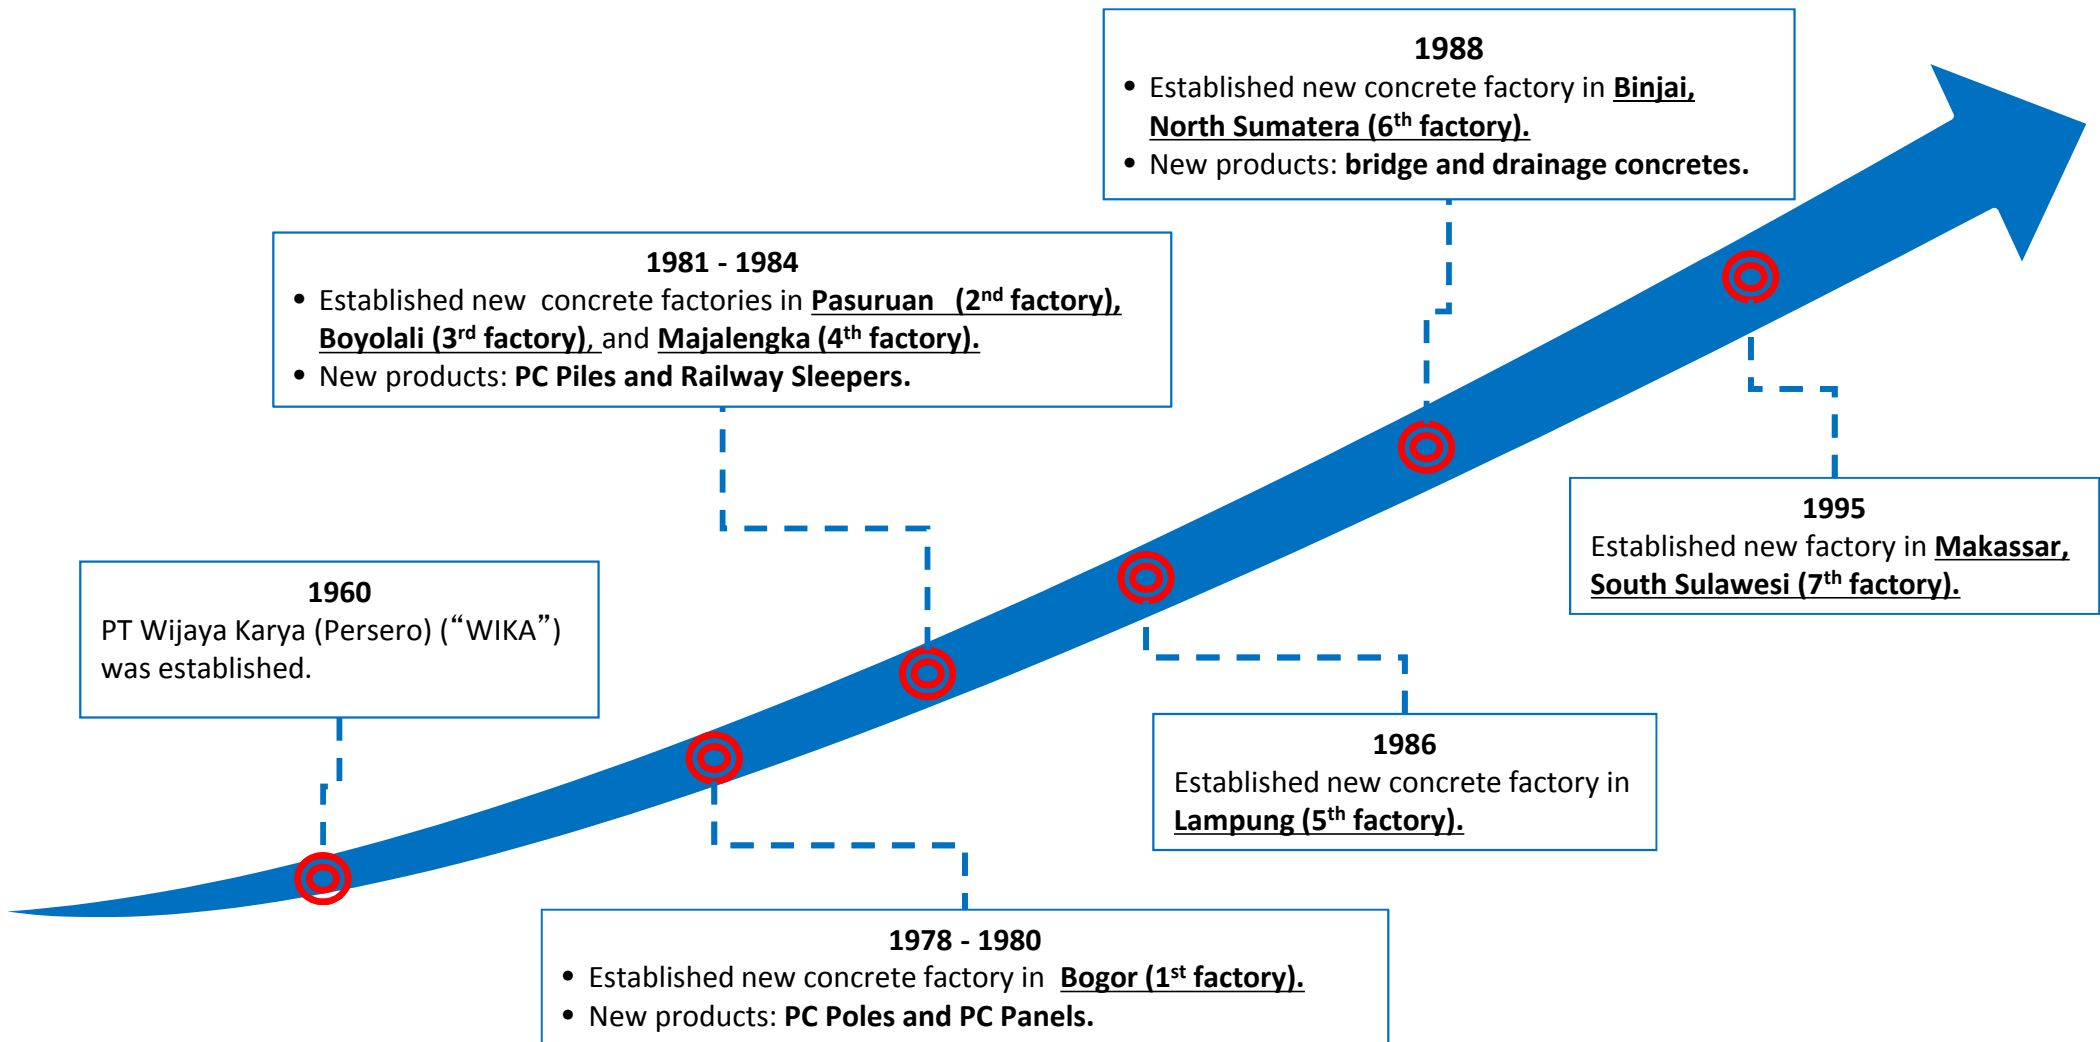 1960
PT Wijaya Karya (Persero) (“WIKA”)
was established.
1978 - 1980
• Established new concrete factory in Bogor (1st factory).
• New products: PC Poles and PC Panels.
1981 - 1984
• Established new concrete factories in Pasuruan (2nd factory),
Boyolali (3rd factory), and Majalengka (4th factory).
• New products: PC Piles and Railway Sleepers.
1986
Established new concrete factory in
Lampung (5th factory).
1988
• Established new concrete factory in Binjai,
North Sumatera (6th factory).
• New products: bridge and drainage concretes.
1995
Established new factory in Makassar,
South Sulawesi (7th factory).